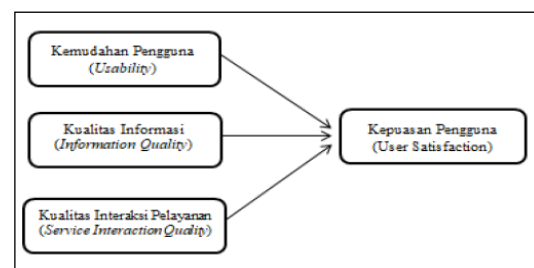 Kemudahan Pengguna
(Usability)
Kualitas Informasi
(Information Quality)
Kualitas Interaksi Pelayanan
(Service Interaction Quality)
Kepuasan Pengguna
(User Satisfaction)